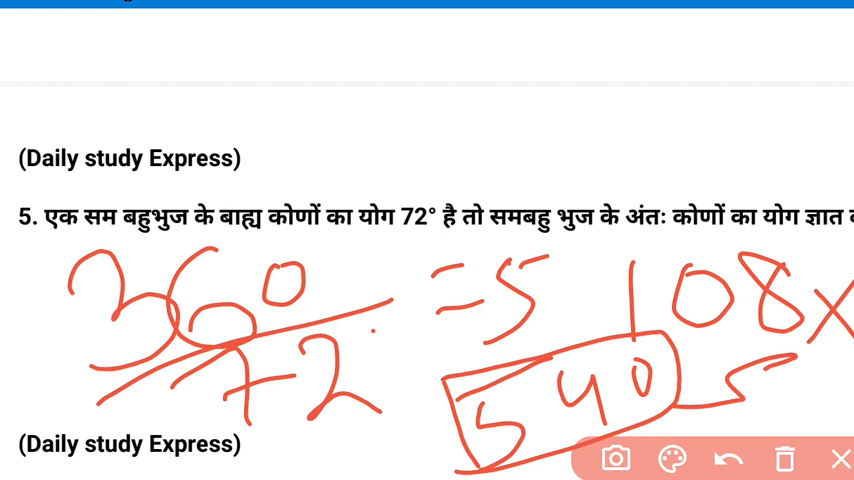 (Daily study Express)
5. एक सम बहुभुज के बाह्य कोणों का योग 72° है तो समबहु भुज के अंतः कोणों का योग ज्ञात
360 = 5 108 ×
72 540 5
(Daily study Express)